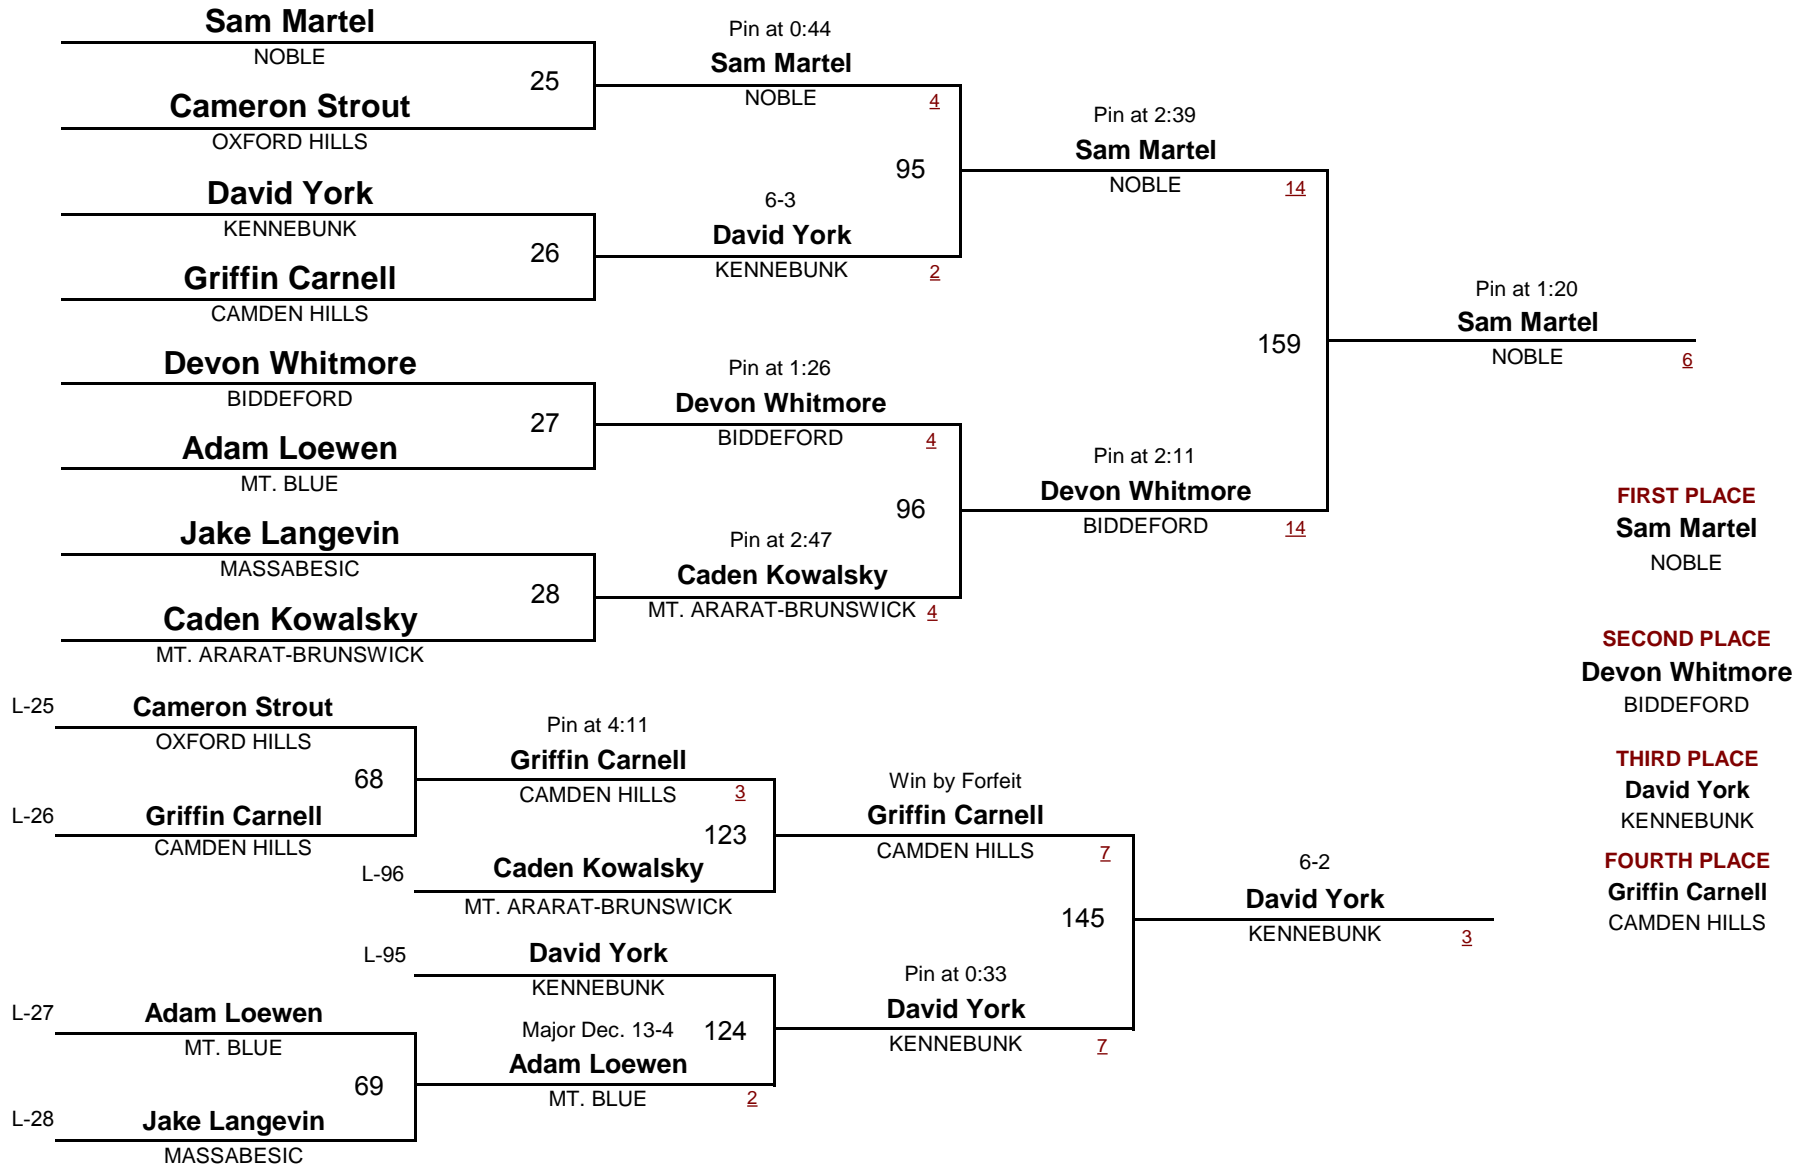 Sam Martel
NOBLE
25
Cameron Strout
OXFORD HILLS
David York
KENNEBUNK
26
Griffin Carnell
CAMDEN HILLS
Devon Whitmore
BIDDEFORD
27
Adam Loewen
MT. BLUE
Jake Langevin
MASSABESIC
28
Caden Kowalsky
MT. ARARAT-BRUNSWICK
Pin at 0:44
Sam Martel
NOBLE 4
95
6-3
David York
KENNEBUNK 2
Pin at 1:26
Devon Whitmore
BIDDEFORD 4
96
Pin at 2:47
Caden Kowalsky
MT. ARARAT-BRUNSWICK 4
Pin at 2:39
Sam Martel
NOBLE 14
159
Pin at 2:11
Devon Whitmore
BIDDEFORD 14
Pin at 1:20
Sam Martel
NOBLE 6
FIRST PLACE
Sam Martel
NOBLE
SECOND PLACE
Devon Whitmore
BIDDEFORD
THIRD PLACE
David York
KENNEBUNK
FOURTH PLACE
Griffin Carnell
CAMDEN HILLS
L-25 Cameron Strout
OXFORD HILLS
68
L-26 Griffin Carnell
CAMDEN HILLS
L-27 Adam Loewen
MT. BLUE
69
L-28 Jake Langevin
MASSABESIC
Pin at 4:11
Griffin Carnell
CAMDEN HILLS 3
123
L-96 Caden Kowalsky
MT. ARARAT-BRUNSWICK
L-95 David York
KENNEBUNK
Major Dec. 13-4 124
Adam Loewen
MT. BLUE 2
Win by Forfeit
Griffin Carnell
CAMDEN HILLS 7
145
Pin at 0:33
David York
KENNEBUNK 7
6-2
David York
KENNEBUNK 3